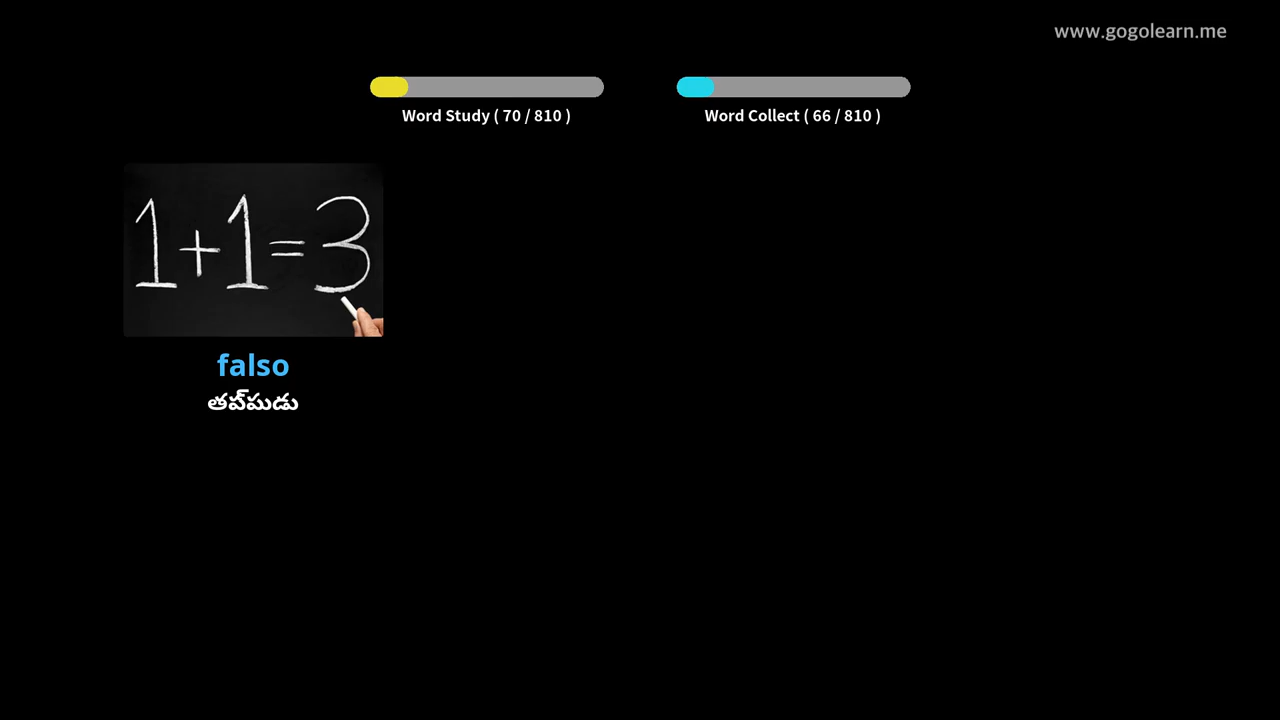 www.gogolearn.me
Word Study ( 70 / 810 )
Word Collect ( 66 / 810 )
1+1=3
falso
తప్పుడు